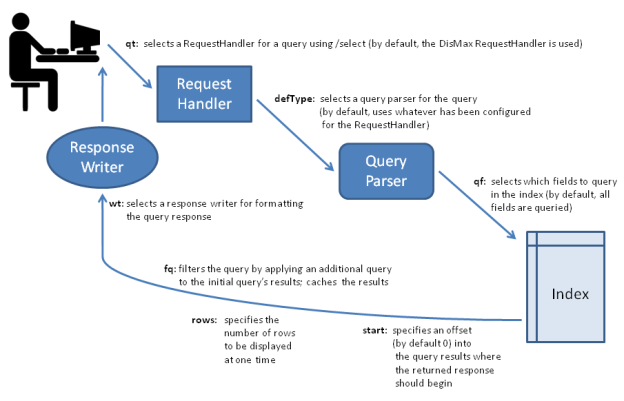 qt: selects a RequestHandler for a query using /select (by default, the DisMax RequestHandler is used)
Request
Handler
defType: selects a query parser for the query
(by default, uses whatever has been configured
for the RequestHandler)
Response
Writer
Query
Parser
qf: selects which fields to query
in the index (by default, all
fields are queried)
wt: selects a response writer for formatting
the query response
fq: filters the query by applying an additional query
to the initial query's results; caches the results
Index
rows: specifies the
number of rows
to be displayed
at one time
start: specifies an offset
(by default 0) into
the query results where
the returned response
should begin